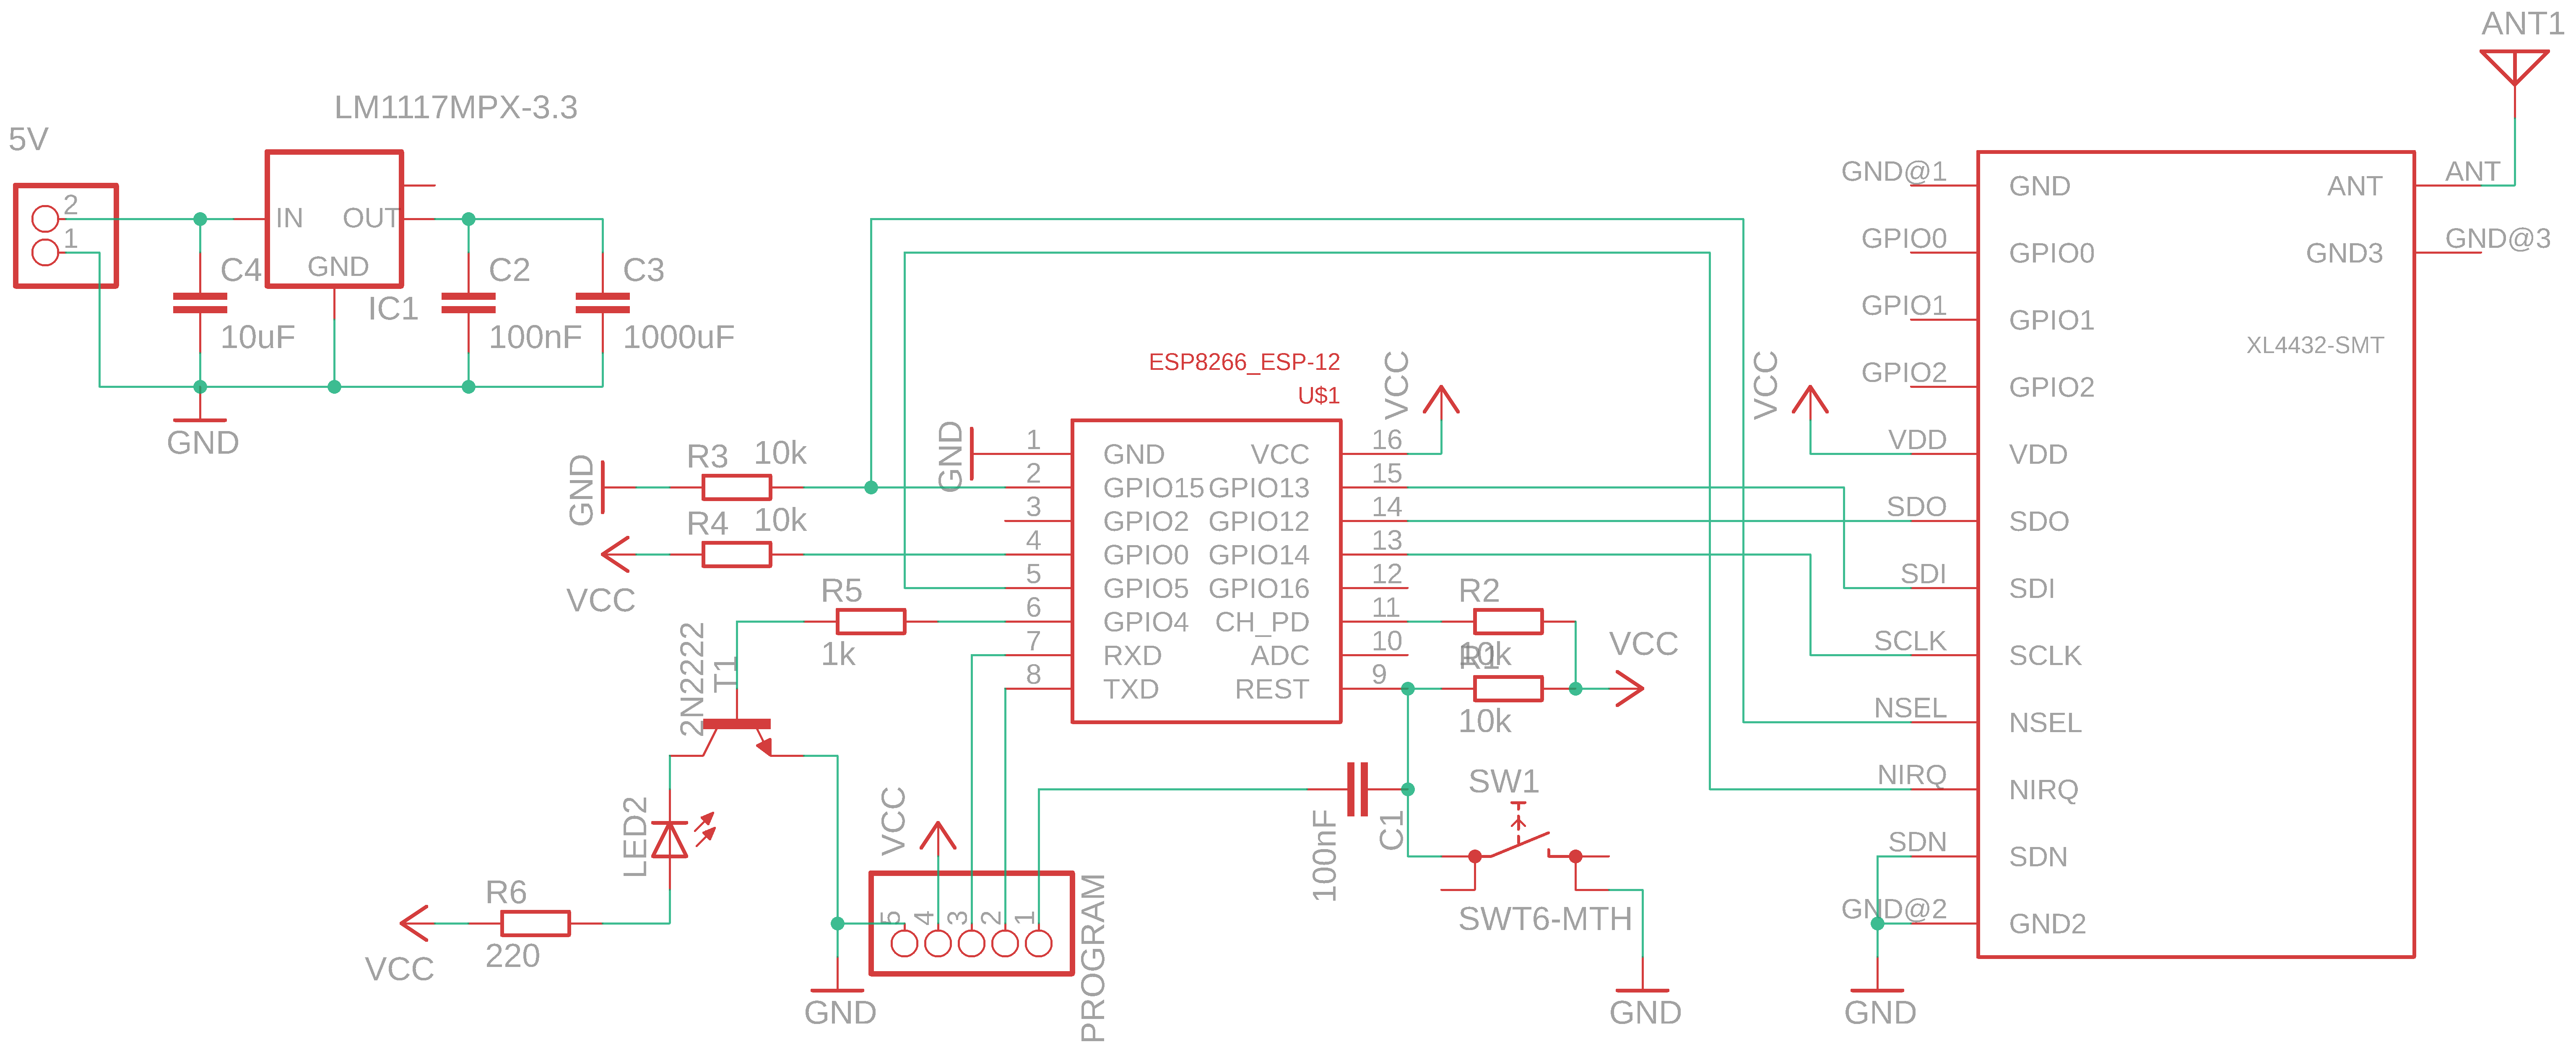 ANT1
LM1117MPX-3.3
5V
2
1
IN
OUT
GND
IC1
C4
10uF
C2
100nF
C3
1000uF
GND
ESP8266_ESP-12
U$1
VCC
VCC
GND
R3
10k
GND
R4
10k
VCC
R5
1k
2N2222
T1
1
2
3
4
5
6
7
8
GND
GPIO15
GPIO2
GPIO0
GPIO5
GPIO4
RXD
TXD
VCC
GPIO13
GPIO12
GPIO14
GPIO16
CH_PD
ADC
REST
16
15
14
13
12
11
10
9
R2
10k
R1
10k
VCC
SW1
SWT6-MTH
GND
100nF
C1
LED2
R6
220
VCC
VCC
5
4
3
2
1
PROGRAM
GND
GND@1
GPIO0
GPIO1
GPIO2
VDD
SDO
SDI
SCLK
NSEL
NIRQ
SDN
GND@2
GND
GPIO0
GPIO1
GPIO2
VDD
SDO
SDI
SCLK
NSEL
NIRQ
SDN
GND2
ANT
GND3
XL4432-SMT
ANT
GND@3
GND